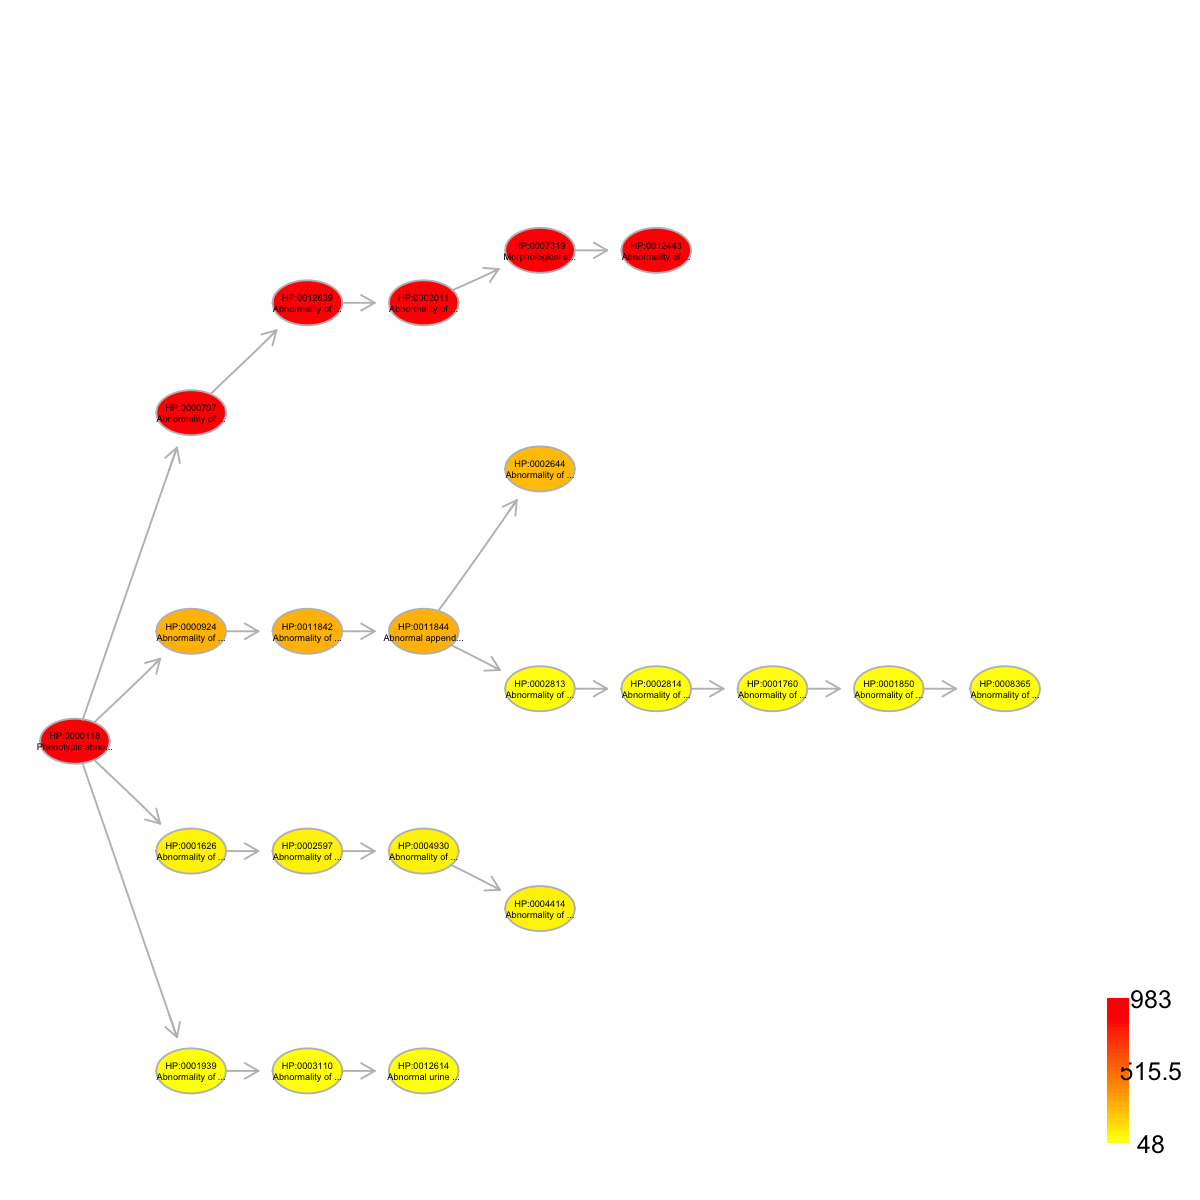 HP:0007319
Morphological a...
HP:0012443
Abnormality of ...
HP:0012639
Abnormality of ...
HP:0002011
Abnormality of ...
HP:0000707
Abnormality of ...
HP:0002644
Abnormality of ...
HP:0000924
Abnormality of ...
HP:0011842
Abnormality of ...
HP:0011844
Abnormal append...
HP:0002813
Abnormality of ...
HP:0002814
Abnormality of ...
HP:0001760
Abnormality of ...
HP:0001850
Abnormality of ...
HP:0008365
Abnormality of ...
HP:0000118
Phenotypic abno...
HP:0001626
Abnormality of ...
HP:0002597
Abnormality of ...
HP:0004930
Abnormality of ...
HP:0004414
Abnormality of ...
HP:0001939
Abnormality of ...
HP:0003110
Abnormality of ...
HP:0012614
Abnormal urine ...
983
515.5
48